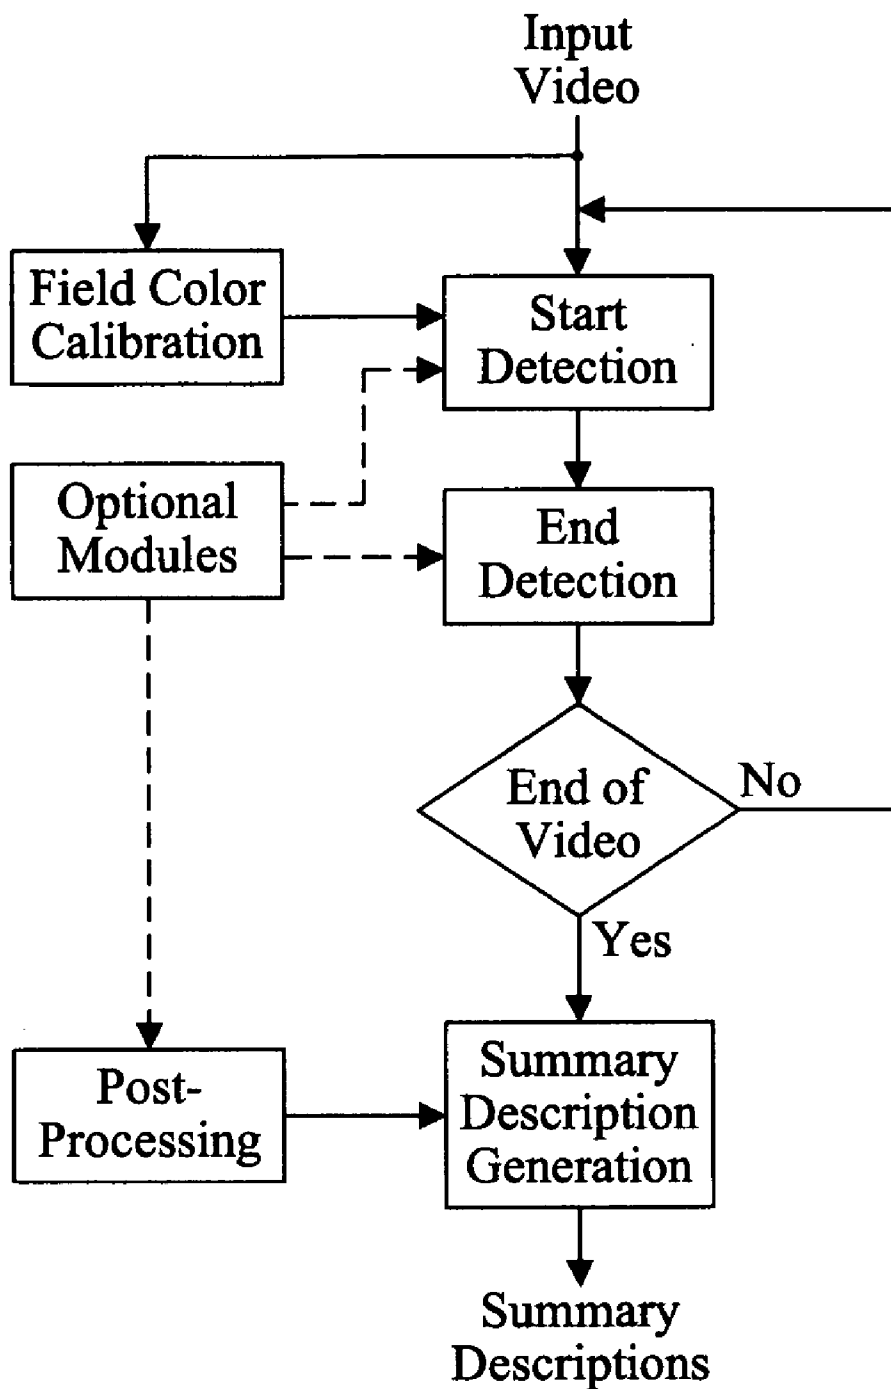 Input
Video
Field Color
Calibration
Start
Detection
Optional
Modules
End
Detection
End of
Video
No
Yes
Post-
Processing
Summary
Description
Generation
Summary
Descriptions